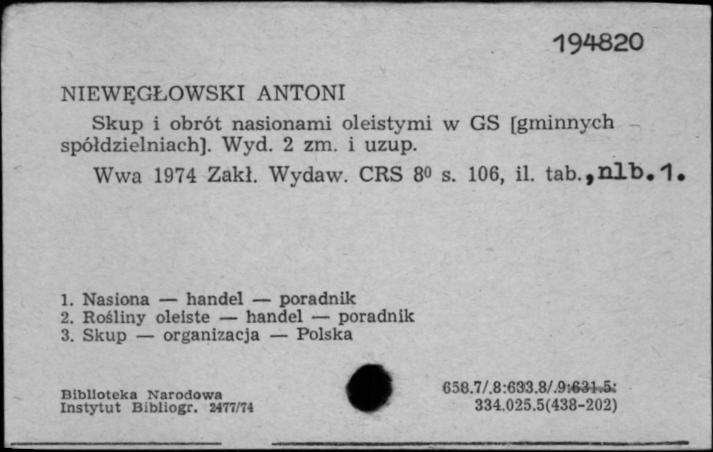 194820
NIEWĘGŁOWSKI ANTONI
Skup i obrót nasionami oleistymi w GS [gminnych
spółdzielniach]. Wyd. 2 zm. i uzup.
Wwa 1974 Zakł. Wydaw. CRS 8⁰ s. 106, il. tab., nlb. 1.
1. Nasiona — handel — poradnik
2. Rośliny oleiste — handel — poradnik
3. Skup — organizacja — Polska
Biblioteka Narodowa
Instytut Bibliogr. 2477/74
658.7/.8:633.8/.9:631.5:
334.025.5(438-202)